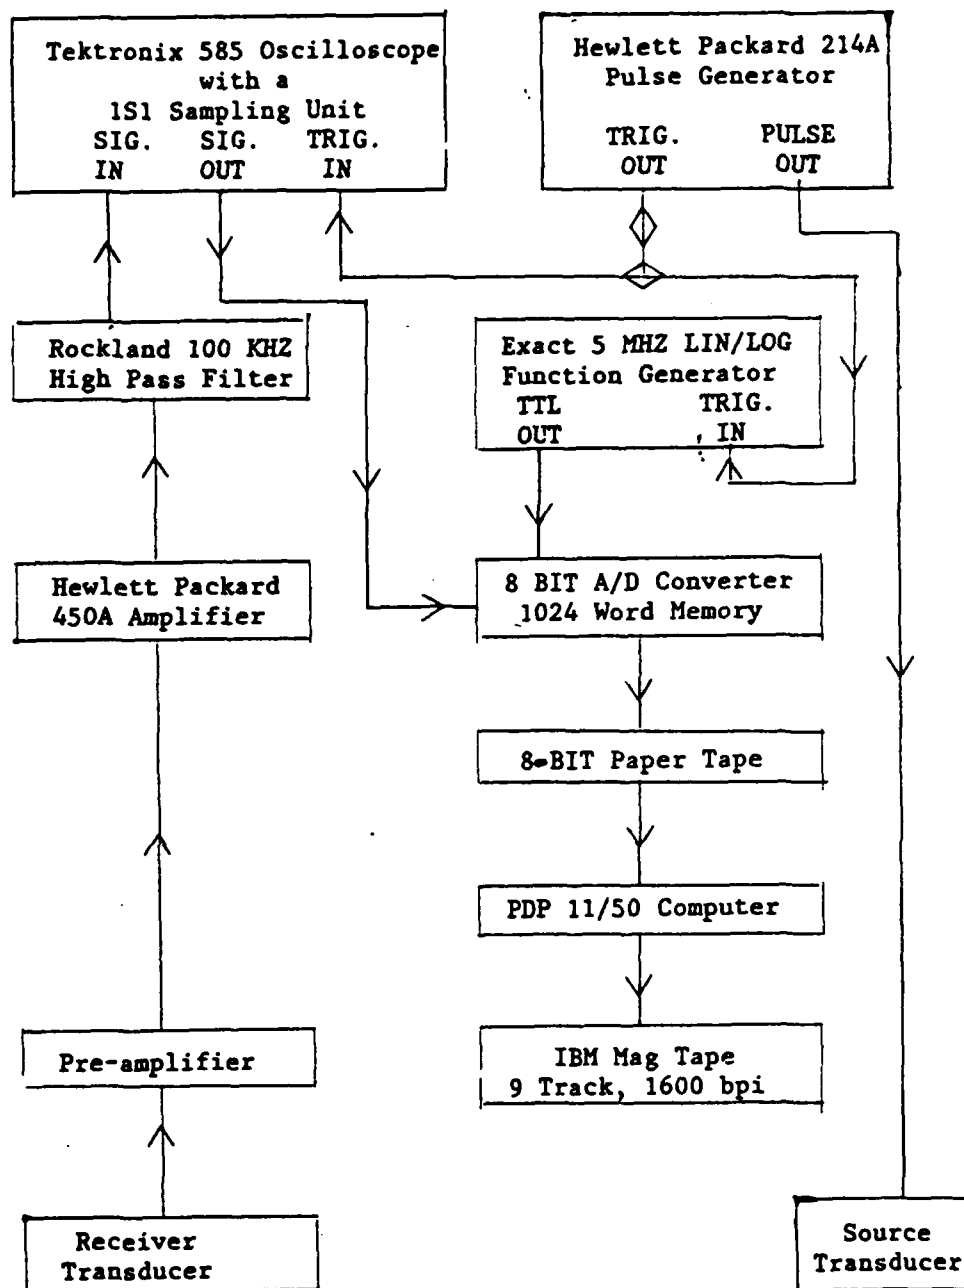 Tektronix 585 Oscilloscope
with a
1S1 Sampling Unit
SIG. SIG. TRIG.
IN OUT IN
Hewlett Packard 214A
Pulse Generator
TRIG. PULSE
OUT OUT
Rockland 100 KHZ
High Pass Filter
Exact 5 MHZ LIN/LOG
Function Generator
TTL TRIG.
OUT IN
Hewlett Packard
450A Amplifier
8 BIT A/D Converter
1024 Word Memory
8-BIT Paper Tape
PDP 11/50 Computer
Pre-amplifier
IBM Mag Tape
9 Track, 1600 bpi
Receiver
Transducer
Source
Transducer